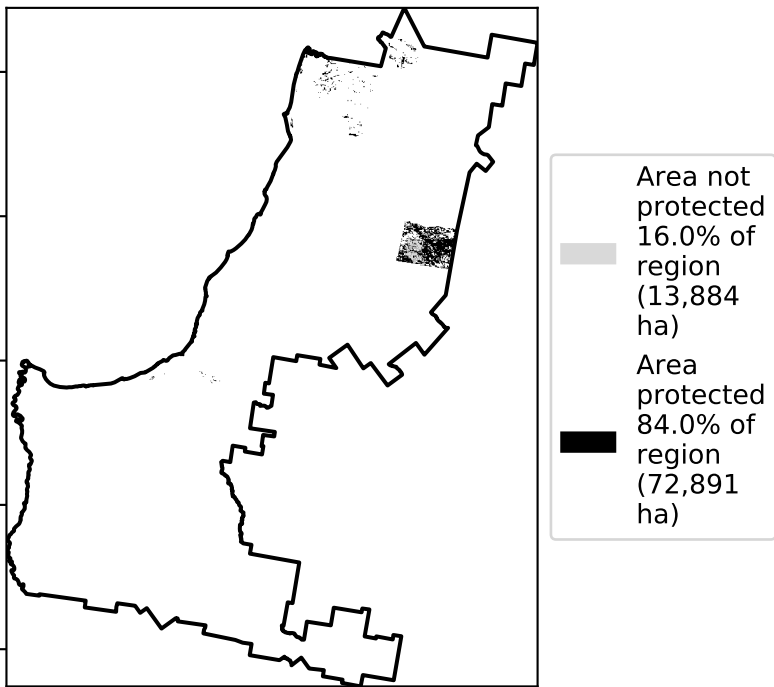 Area not
protected
16.0% of
region
(13,884
ha)
Area
protected
84.0% of
region
(72,891
ha)